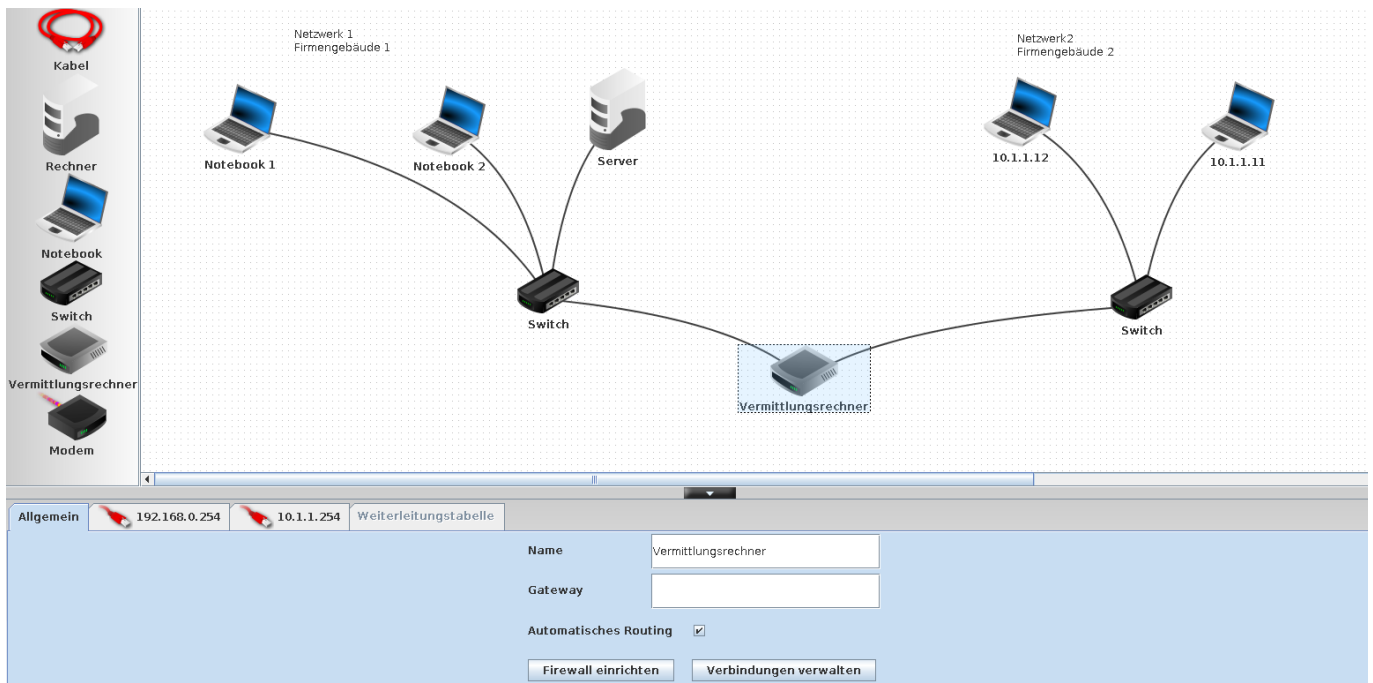 Kabel
Rechner
Notebook
Switch
Vermittlungsrechner
Modem
Netzwerk 1
Firmengebäude 1
Netzwerk2
Firmengebäude 2
Notebook 1
Notebook 2
Server
10.1.1.12
10.1.1.11
Switch
Switch
Vermittlungsrechner
Allgemein
192.168.0.254
10.1.1.254
Weiterleitungstabelle
Name
Vermittlungsrechner
Gateway
Automatisches Routing
Firewall einrichten
Verbindungen verwalten